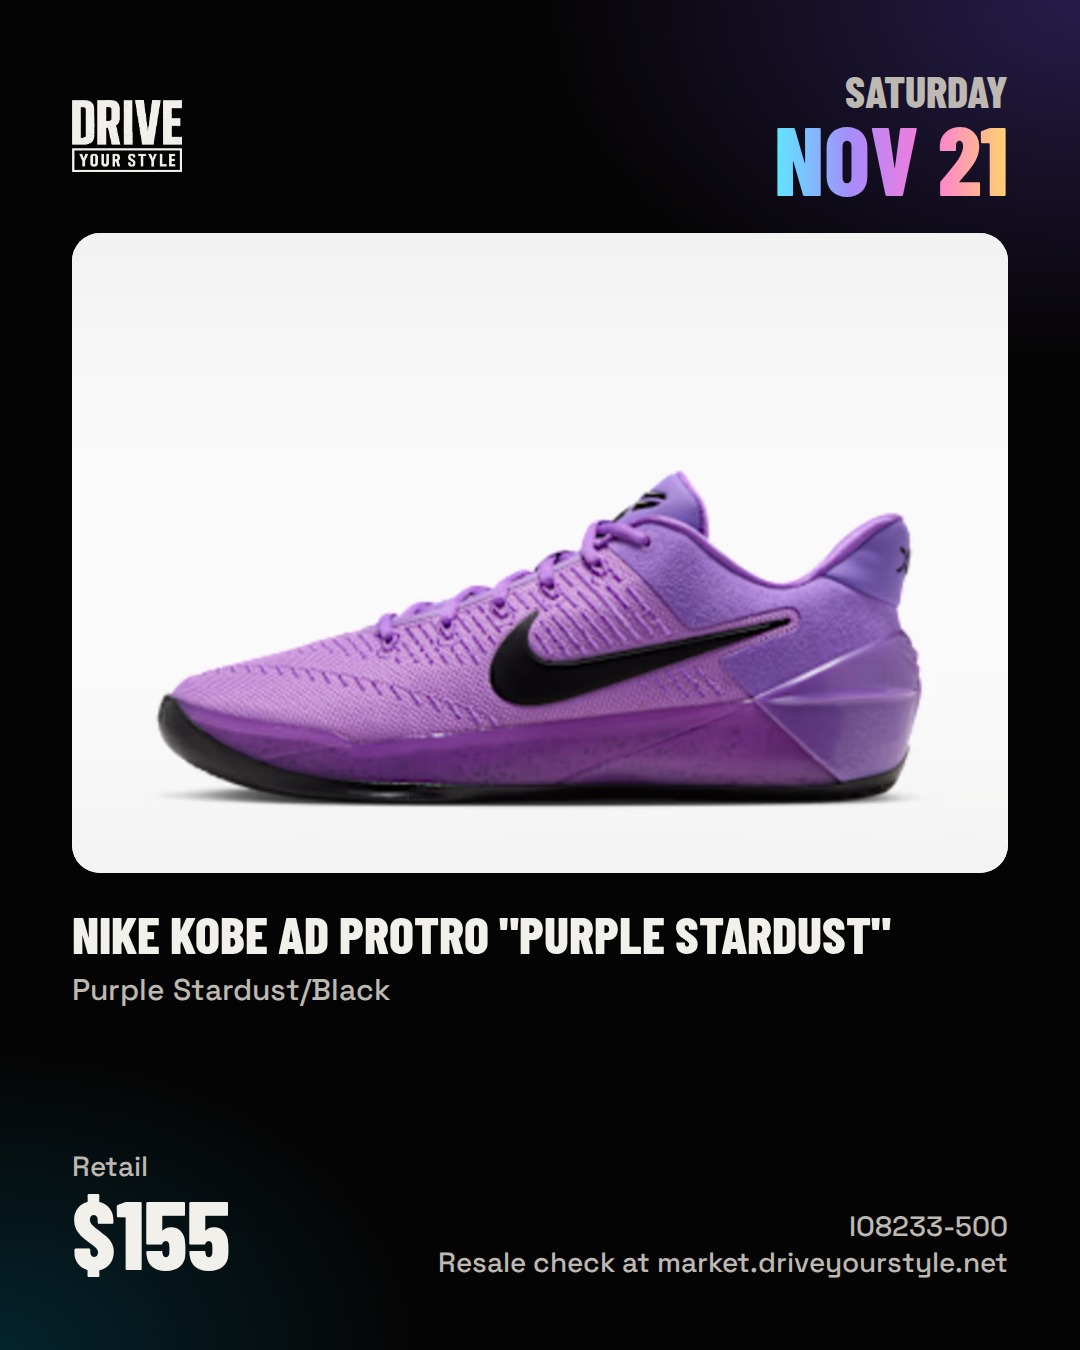 DRIVE
YOUR STYLE
SATURDAY
NOV 21
NIKE KOBE AD PROTRO "PURPLE STARDUST"
Purple Stardust/Black
Retail
$155
IO8233-500
Resale check at market.driveyourstyle.net